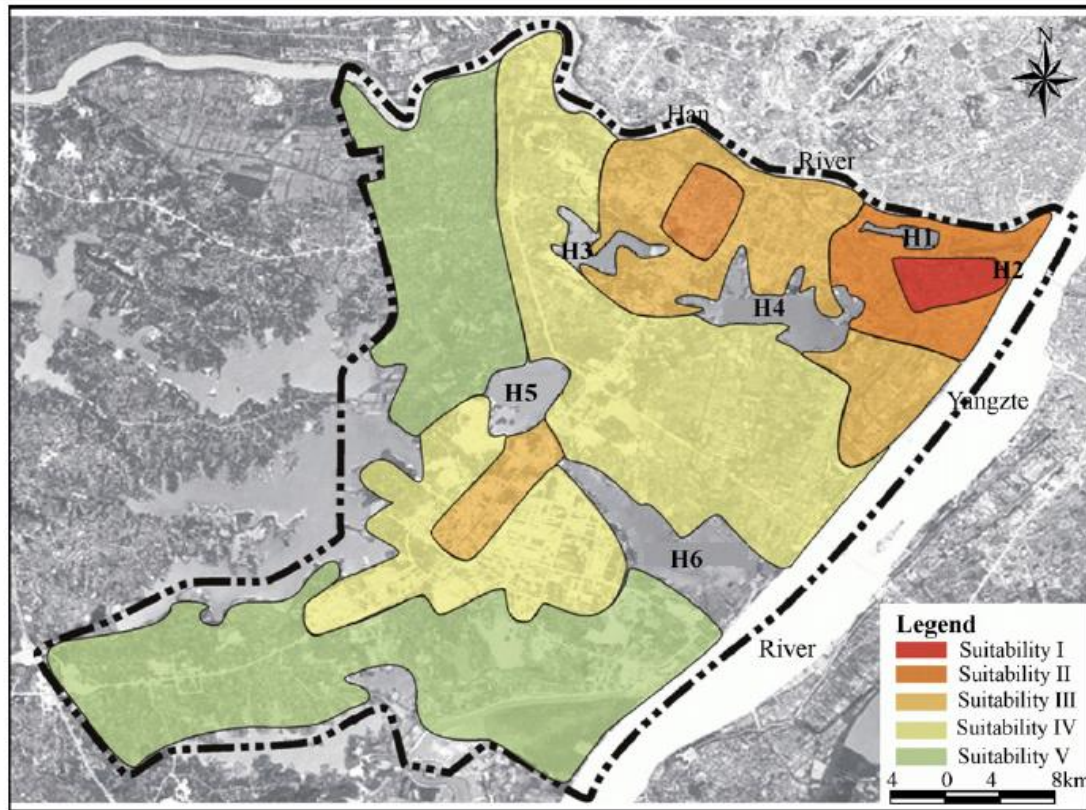 N
Han
River
H1
H2
H3
H4
H5
Yangzte
H6
River
Legend
Suitability I
Suitability II
Suitability III
Suitability IV
Suitability V
4 0 4 8km